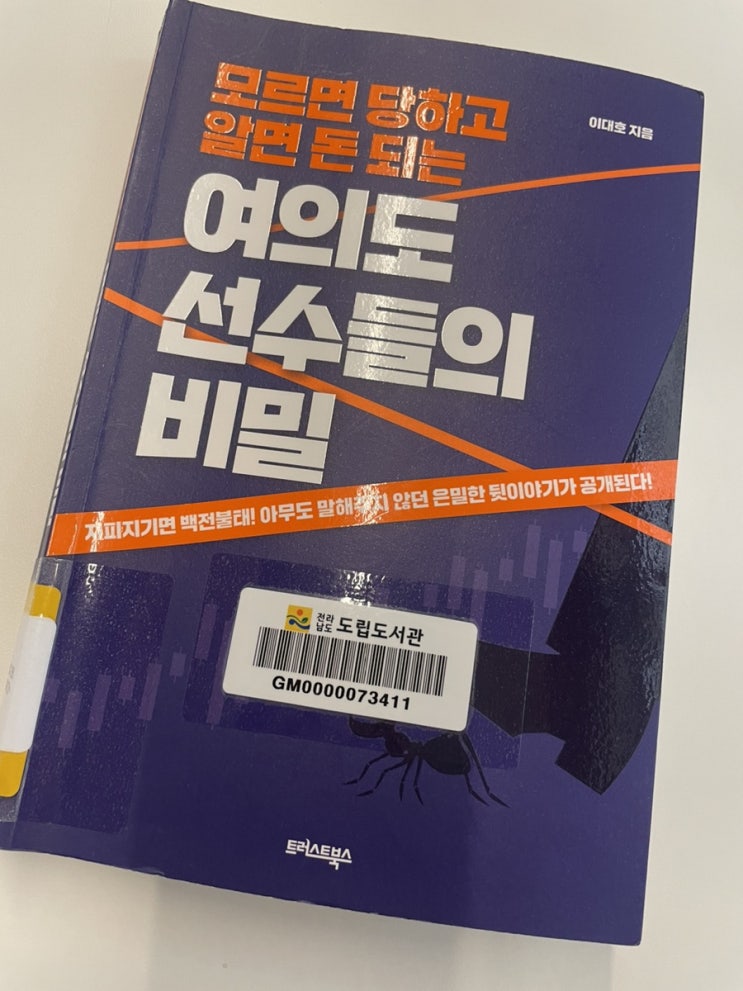 모르면 당하고
알면 돈 되는
이대호 지음
여의도
선수들의
비밀
지피지기면 백전불태! 아무도 말해주지 않던 은밀한 뒷이야기가 공개된다!
전라
남도 도립도서관
GM0000073411
트러스트북스